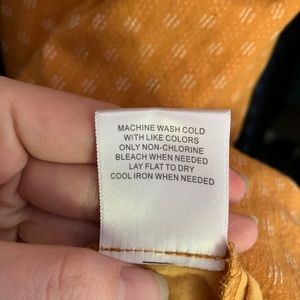 MACHINE WASH COLD
WITH LIKE COLORS
ONLY NON-CHLORINE
BLEACH WHEN NEEDED
LAY FLAT TO DRY
COOL IRON WHEN NEEDED